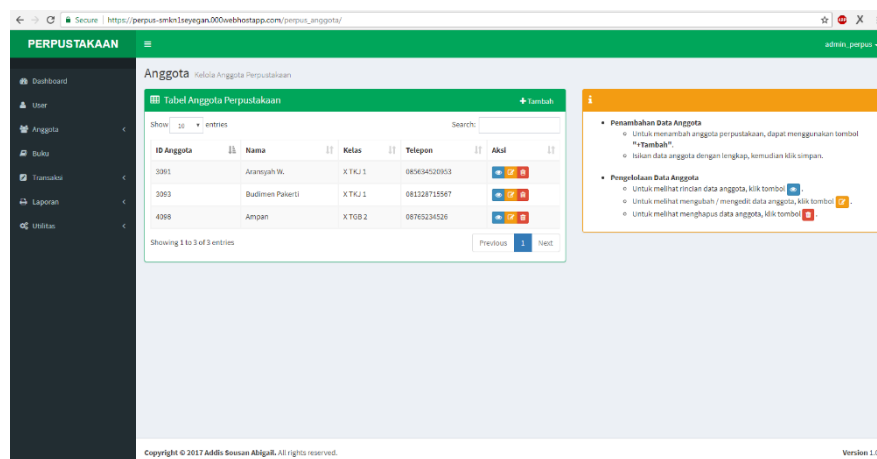 Secure https://perpus-smkn1seyegan.000webhostapp.com/perpus_anggota/
PERPUSTAKAAN
admin_perpus
Dashboard
User
Anggota
Buku
Transaksi
Laporan
Utilitas
Anggota Kelola Anggota Perpustakaan
Tabel Anggota Perpustakaan +Tambah
Show 10 entries Search:
ID Anggota Nama Kelas Telepon Aksi
3091 Aransyah W. X TKJ 1 085634520953
3093 Budimen Pakerti X TKJ 1 081328715567
4098 Ampan X TGB 2 08765234526
Showing 1 to 3 of 3 entries Previous 1 Next
i
Penambahan Data Anggota
Untuk menambah anggota perpustakaan, dapat menggunakan tombol
"+Tambah".
Isikan data anggota dengan lengkap, kemudian klik simpan.
Pengelolaan Data Anggota
Untuk melihat rincian data anggota, klik tombol .
Untuk melihat mengubah / mengedit data anggota, klik tombol .
Untuk melihat menghapus data anggota, klik tombol .
Copyright © 2017 Addis Sousan Abigail. All rights reserved. Version 1.0